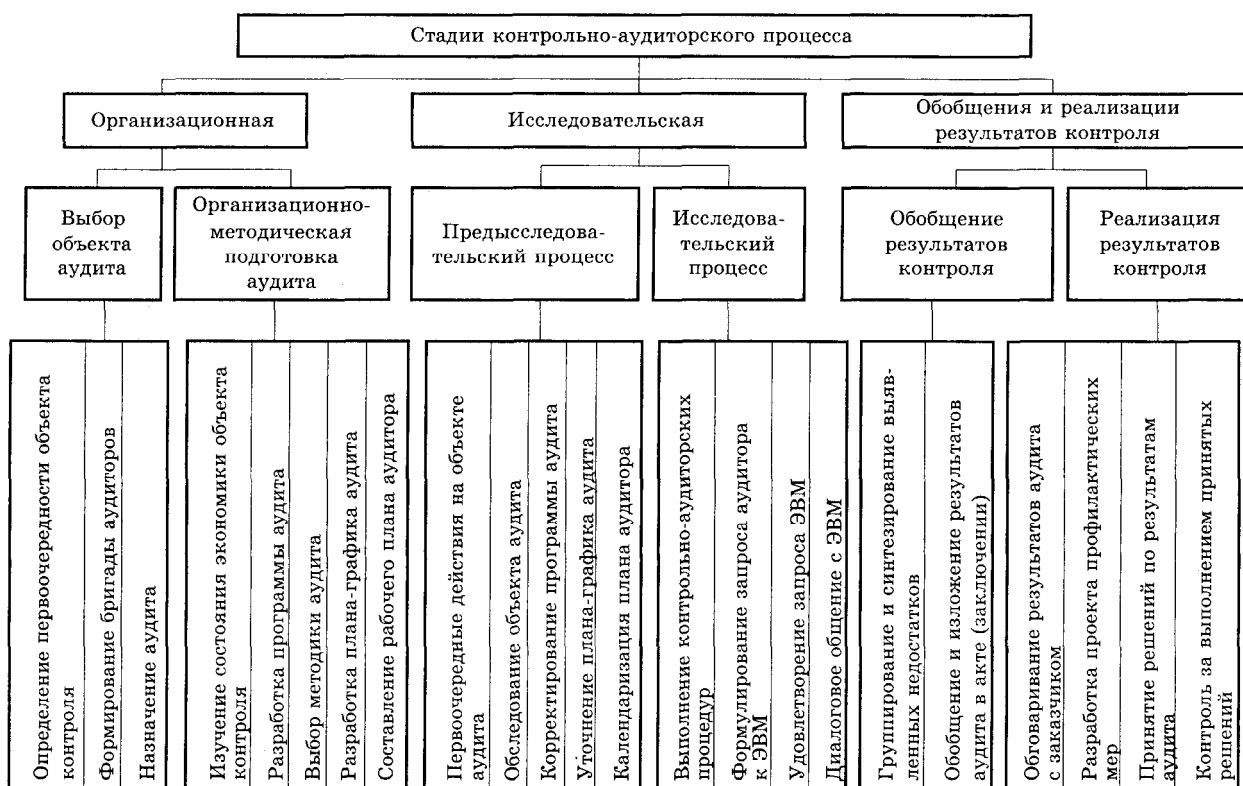 Стадии контрольно-аудиторского процесса
Организационная
Исследовательская
Обобщения и реализации
результатов контроля
Выбор
объекта
аудита
Организационно-
методическая
подготовка
аудита
Предысследова-
тельский процесс
Исследова-
тельский
процесс
Обобщение
результатов
контроля
Реализация
результатов
контроля
Определение первоочередности объекта
контроля
Формирование бригады аудиторов
Назначение аудита
Изучение состояния экономики объекта
контроля
Разработка программы аудита
Выбор методики аудита
Разработка плана-графика аудита
Составление рабочего плана аудитора
Первоочередные действия на объекте
аудита
Обследование объекта аудита
Корректирование программы аудита
Уточнение плана-графика аудита
Календаризация плана аудитора
Выполнение контрольно-аудиторских
процедур
Формулирование запроса аудитора
к ЭВМ
Удовлетворение запроса ЭВМ
Диалоговое общение с ЭВМ
Группирование и синтезирование выяв-
ленных недостатков
Обобщение и изложение результатов
аудита в акте (заключении)
Оговаривание результатов аудита
с заказчиком
Разработка проекта профилактических
мер
Принятие решений по результатам
аудита
Контроль за выполнением принятых
решений